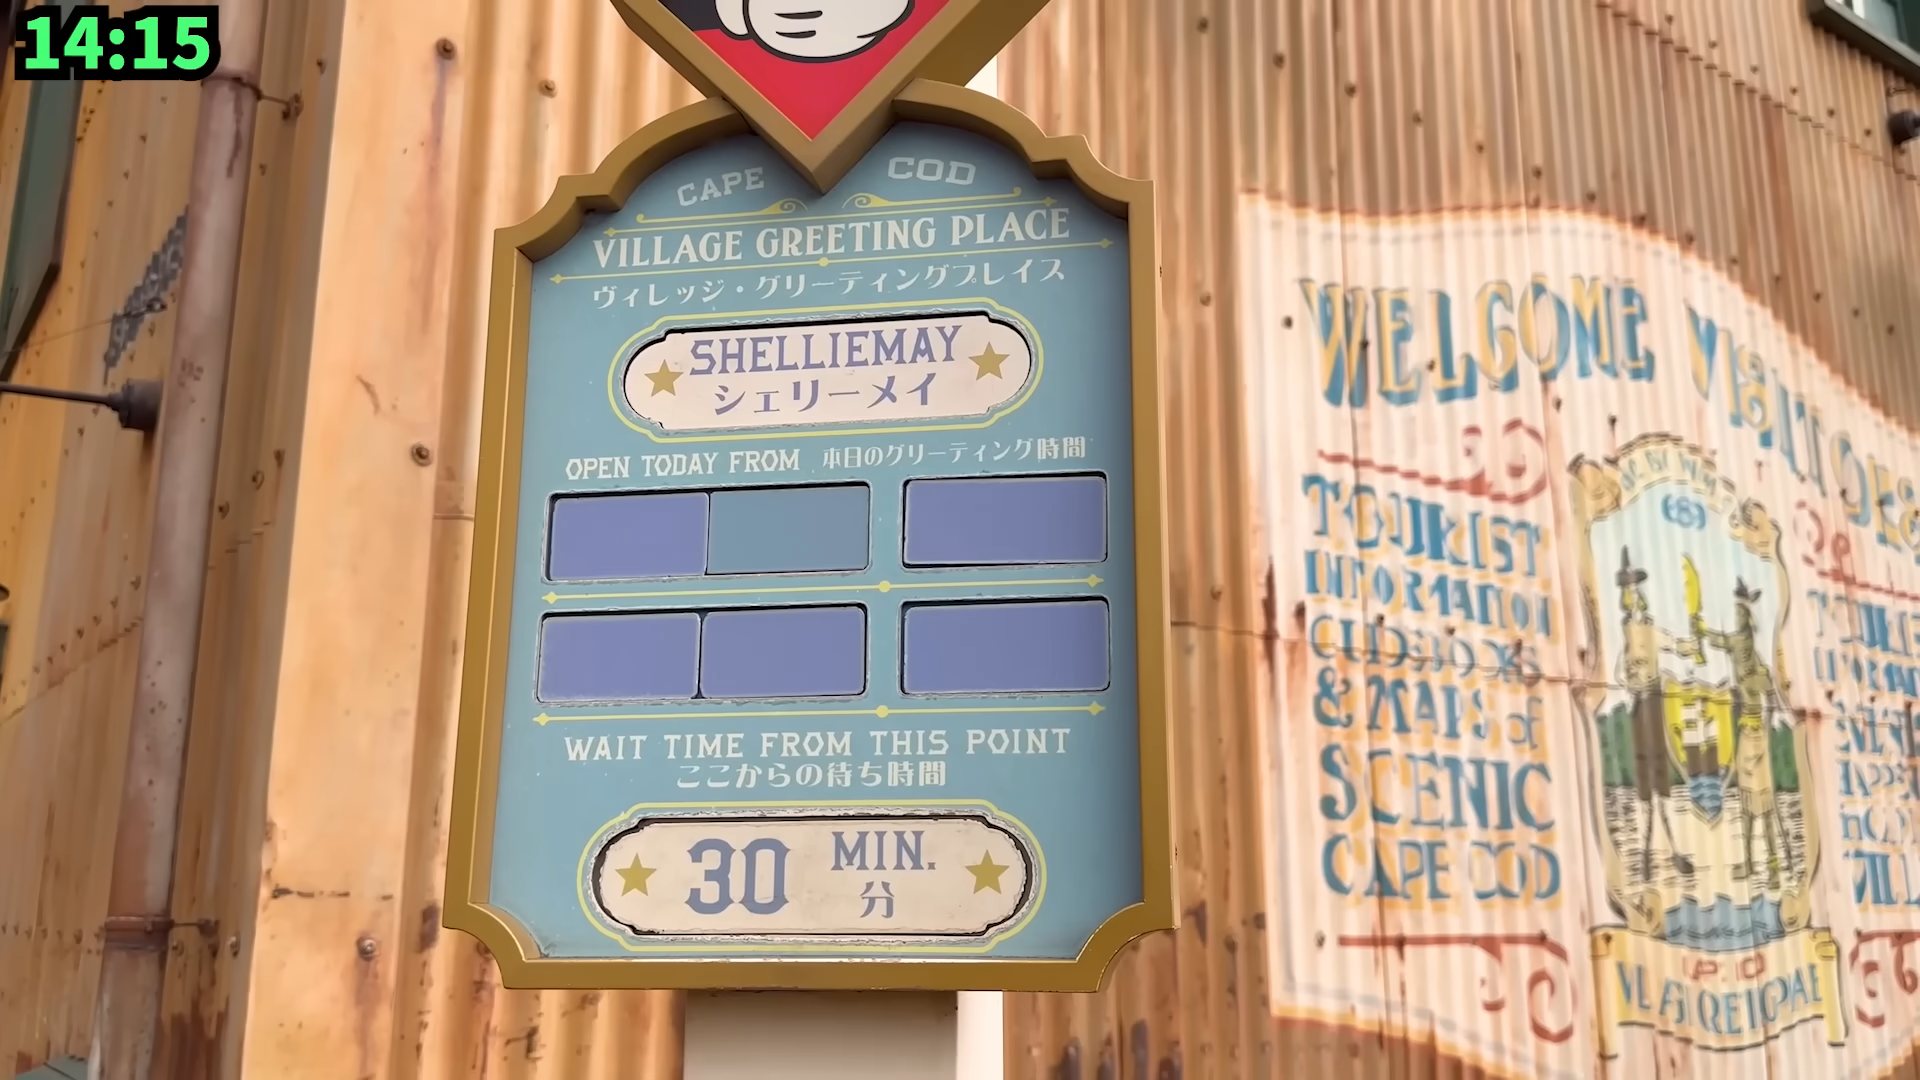 14:15
CAPE COD
VILLAGE GREETING PLACE
ヴィレッジ・グリーティングプレイス
SHELLIEMAY
シェリーメイ
OPEN TODAY FROM 本日のグリーティング時間
WAIT TIME FROM THIS POINT
ここからの待ち時間
30 MIN.
分
WELCOME
TOURIST
INFORMATION
& MAPS of
SCENIC
CAPE COD